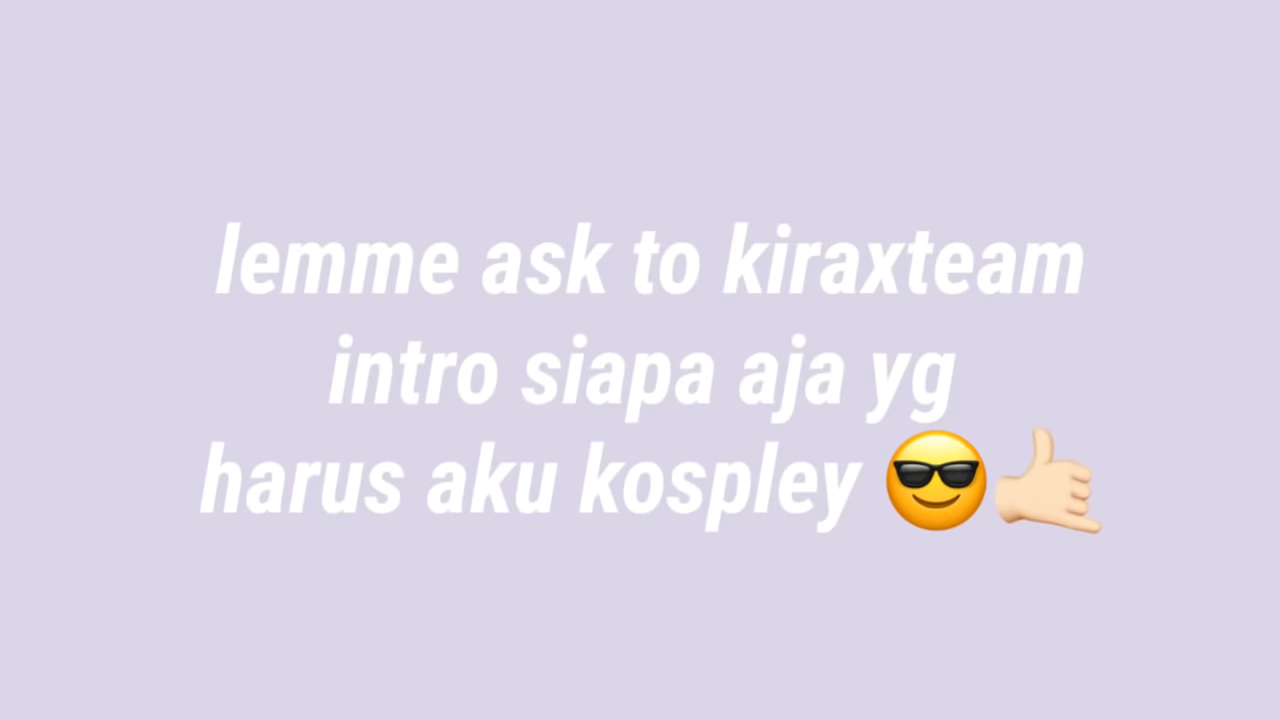 lemme ask to kiraxteam
intro siapa aja yg
harus aku kospley 😎🤙🏻